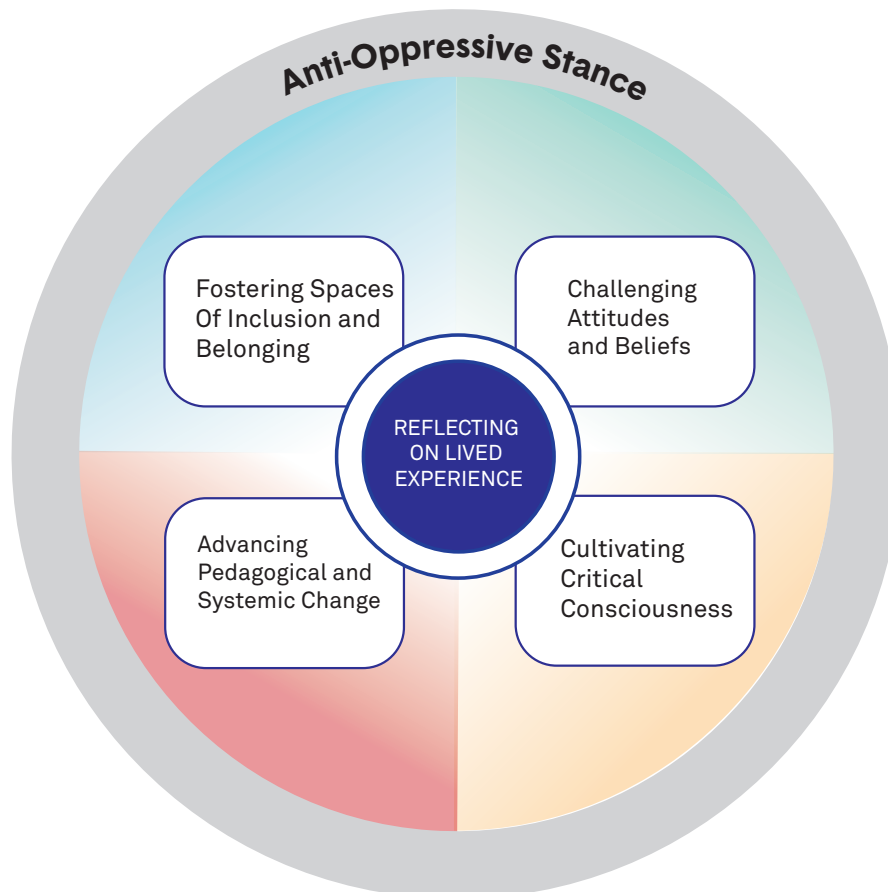 Anti-Oppressive Stance
Fostering Spaces
Of Inclusion and
Belonging
Challenging
Attitudes
and Beliefs
REFLECTING
ON LIVED
EXPERIENCE
Advancing
Pedagogical and
Systemic Change
Cultivating
Critical
Consciousness